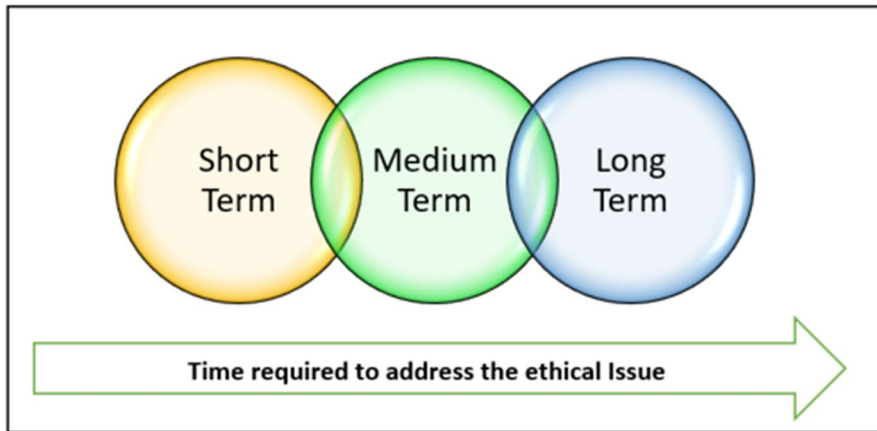 Short
Term
Medium
Term
Long
Term
Time required to address the ethical Issue